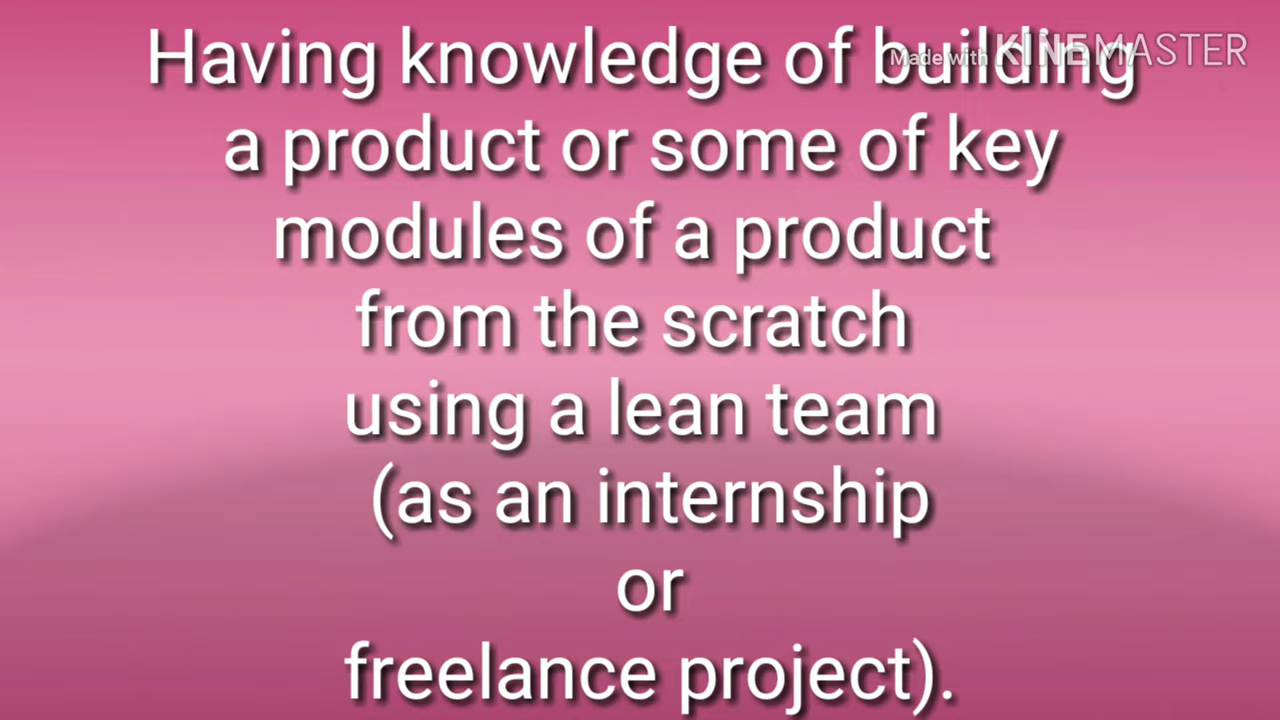 Having knowledge of building
Made with KINEMASTER
a product or some of key
modules of a product
from the scratch
using a lean team
(as an internship
or
freelance project).